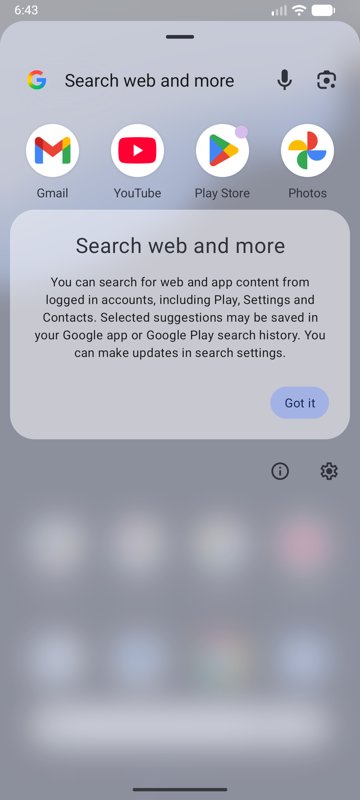 6:43
Search web and more
Gmail
YouTube
Play Store
Photos
Search web and more
You can search for web and app content from
logged in accounts, including Play, Settings and
Contacts. Selected suggestions may be saved in
your Google app or Google Play search history. You
can make updates in search settings.
Got it